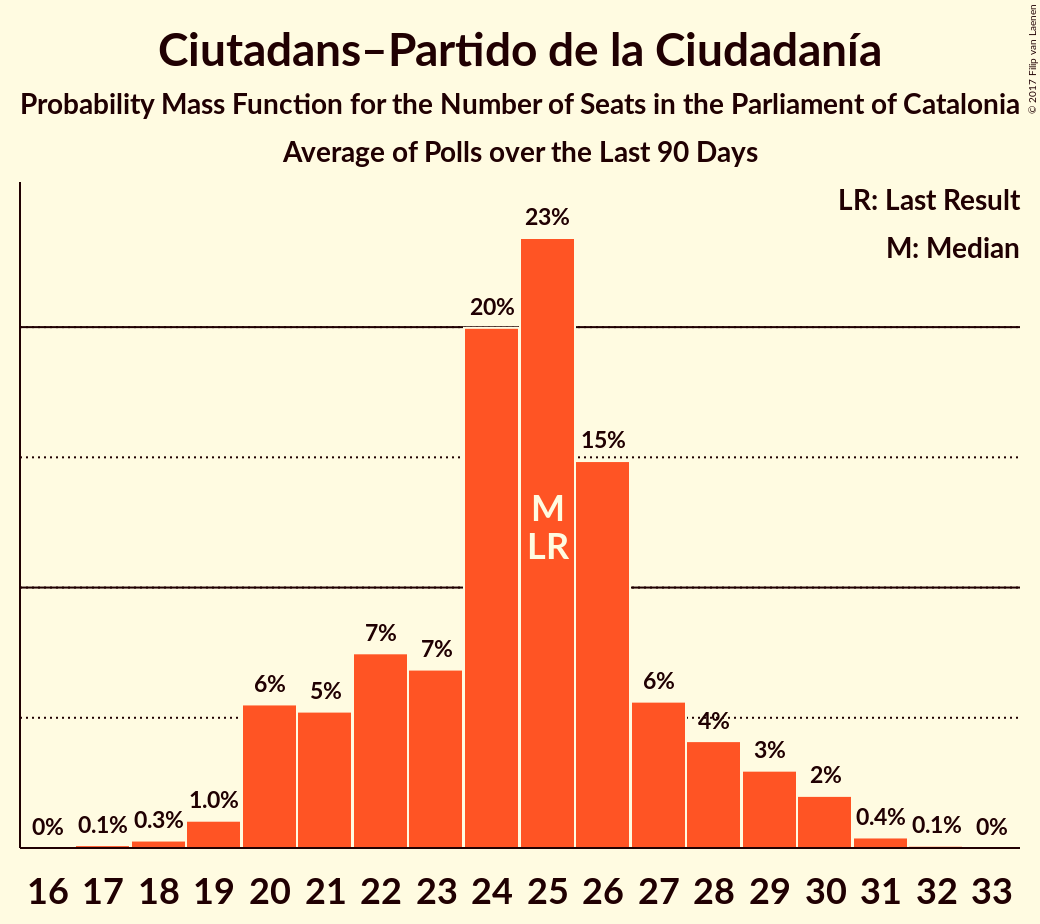 Ciutadans–Partido de la Ciudadanía
Probability Mass Function for the Number of Seats in the Parliament of Catalonia
Average of Polls over the Last 90 Days
© 2017 Filip van Laenen
LR: Last Result
M: Median
0% 0.1% 0.3% 1.0% 6% 5% 7% 7% 20% 23% 15% 6% 4% 3% 2% 0.4% 0.1% 0%
M
LR
16 17 18 19 20 21 22 23 24 25 26 27 28 29 30 31 32 33